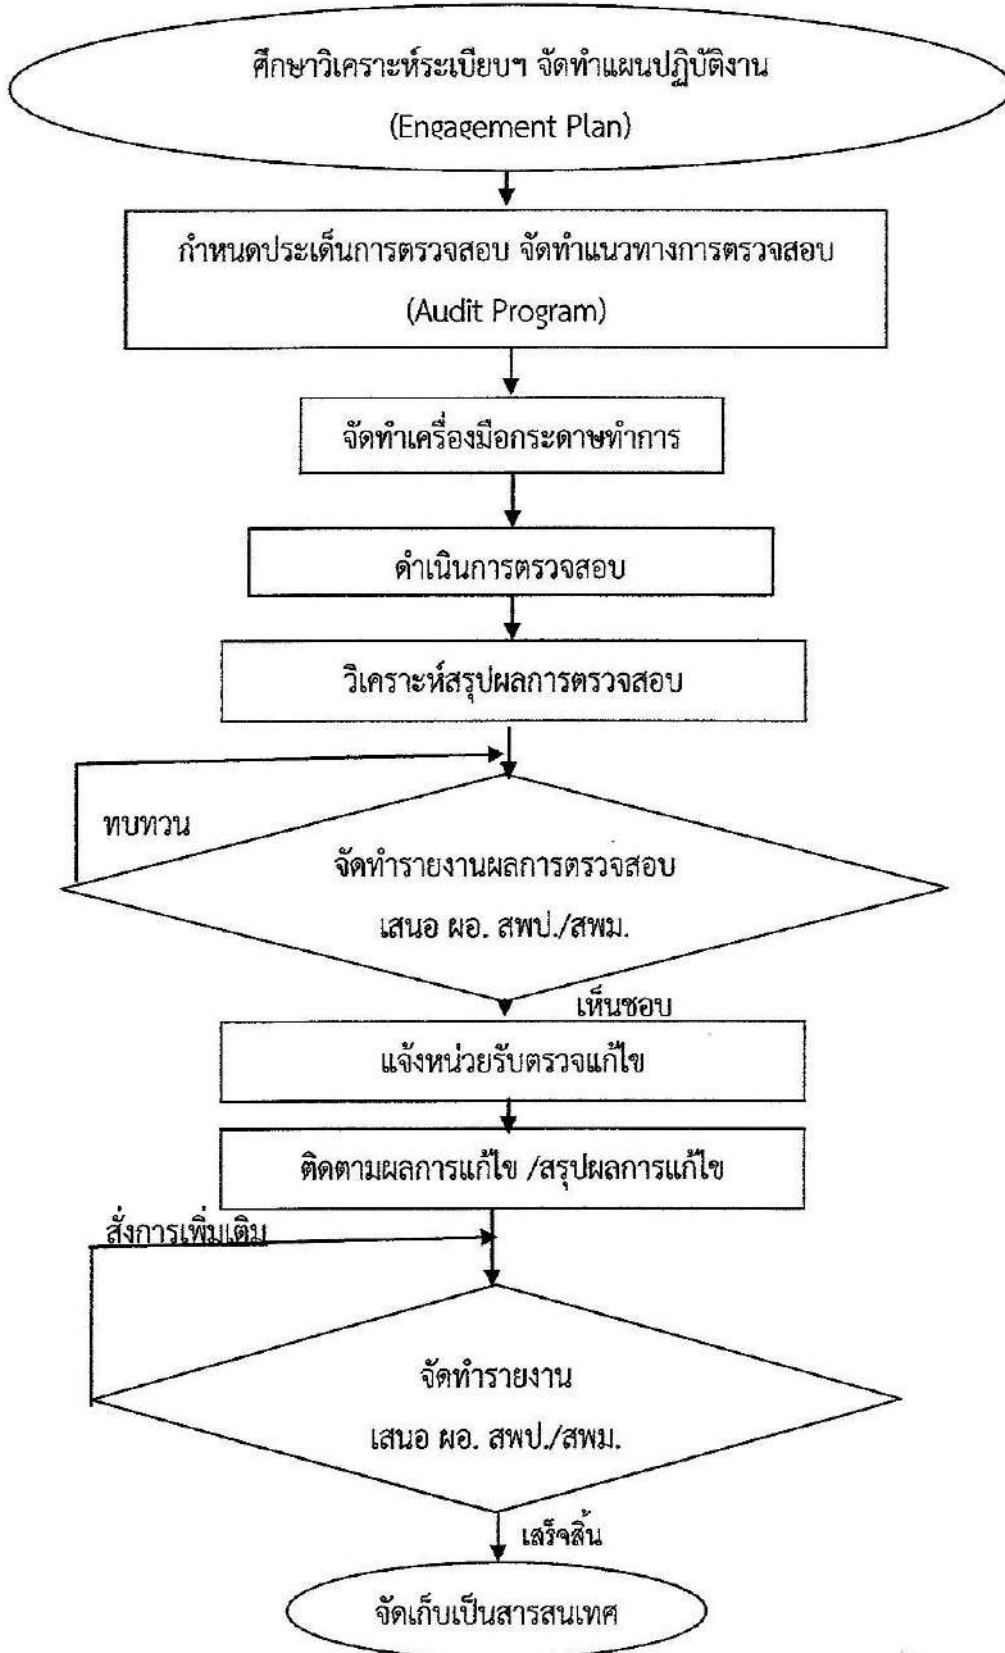 ศึกษาวิเคราะห์ระเบียบฯ จัดทำแผนปฏิบัติงาน
(Engagement Plan)
กำหนดประเด็นการตรวจสอบ จัดทำแนวทางการตรวจสอบ
(Audit Program)
จัดทำเครื่องมือกระดาษทำการ
ดำเนินการตรวจสอบ
วิเคราะห์สรุปผลการตรวจสอบ
ทบทวน
จัดทำรายงานผลการตรวจสอบ
เสนอ ผอ. สพป./สพม.
เห็นชอบ
แจ้งหน่วยรับตรวจแก้ไข
ติดตามผลการแก้ไข /สรุปผลการแก้ไข
สั่งการเพิ่มเติม
จัดทำรายงาน
เสนอ ผอ. สพป./สพม.
เสร็จสิ้น
จัดเก็บเป็นสารสนเทศ